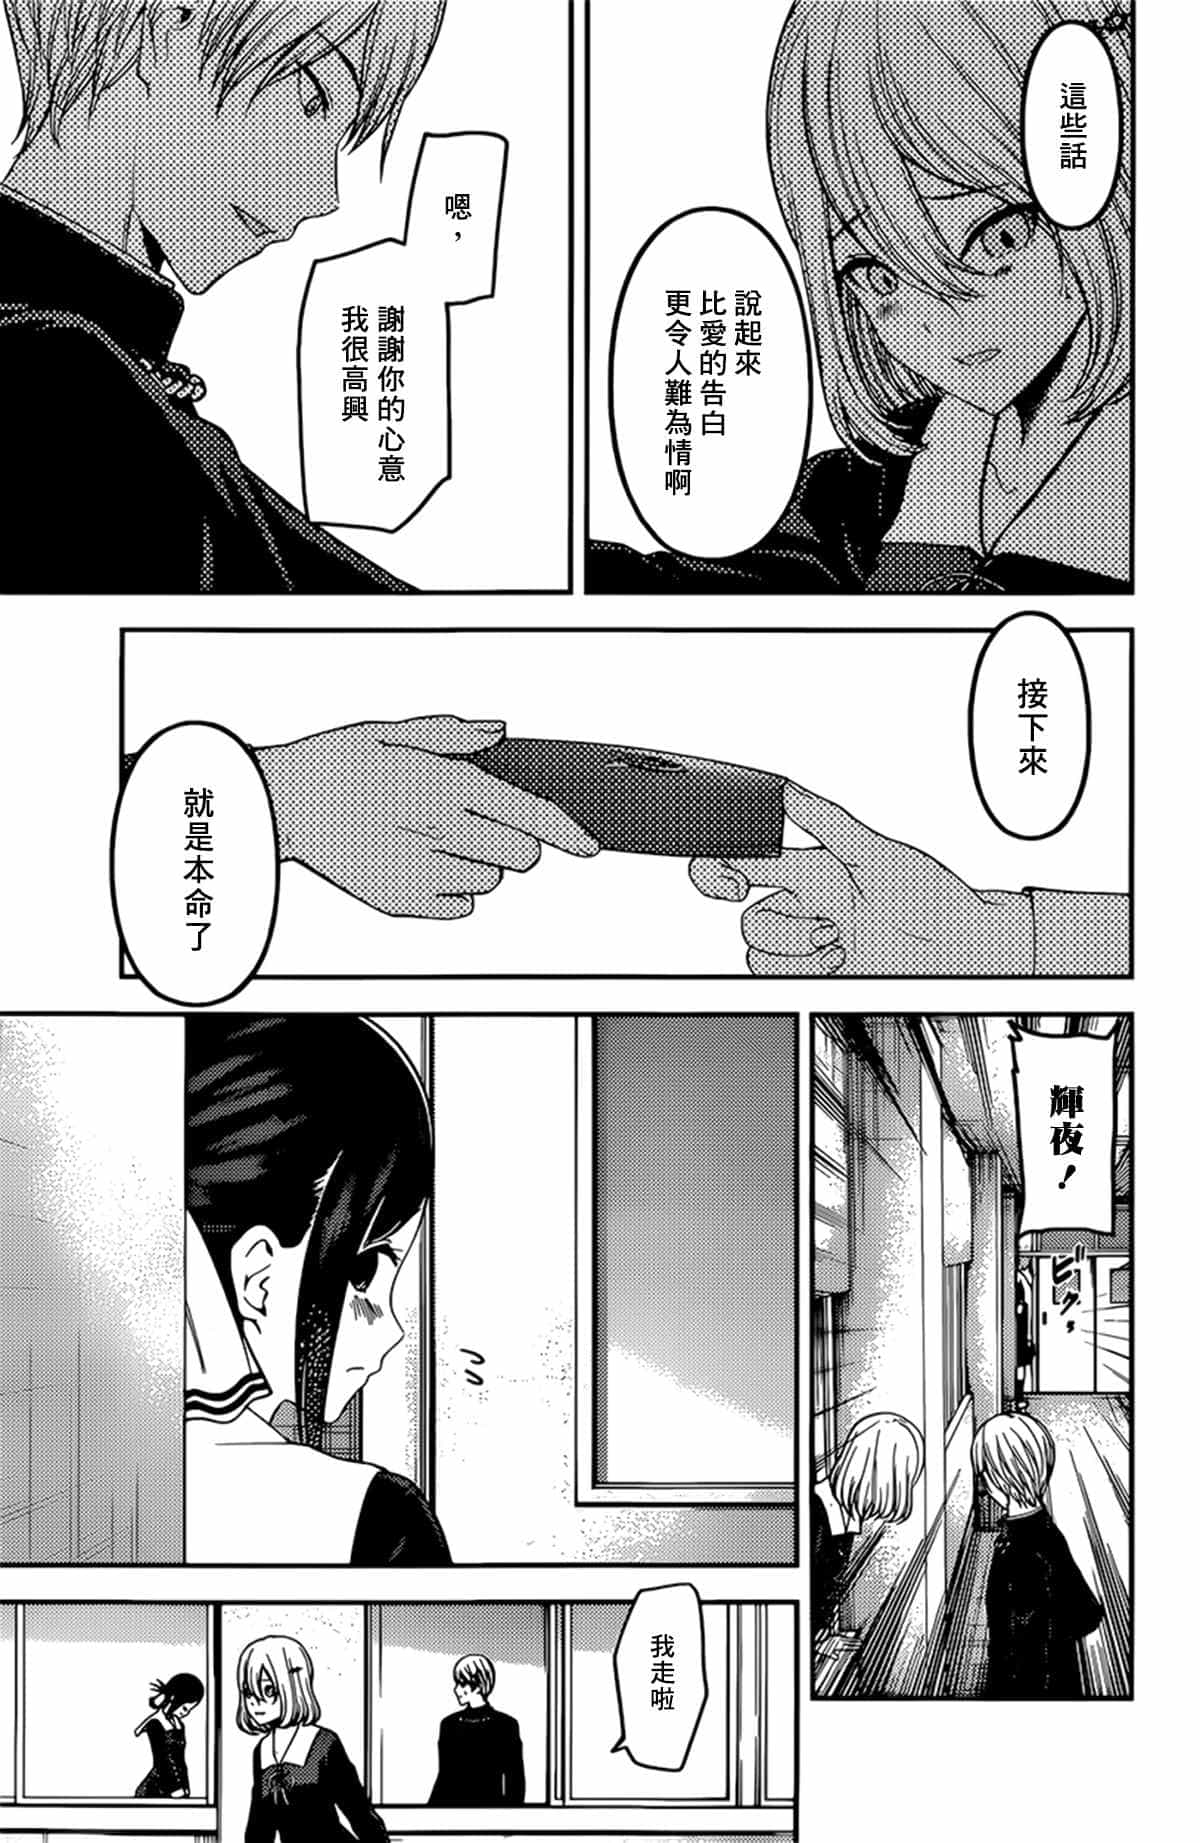 這些話
說起來
比愛的告白
更令人難為情啊
嗯，
謝謝你的心意
我很高興
接下來
就是本命了
輝夜！
ビクッ
我走啦